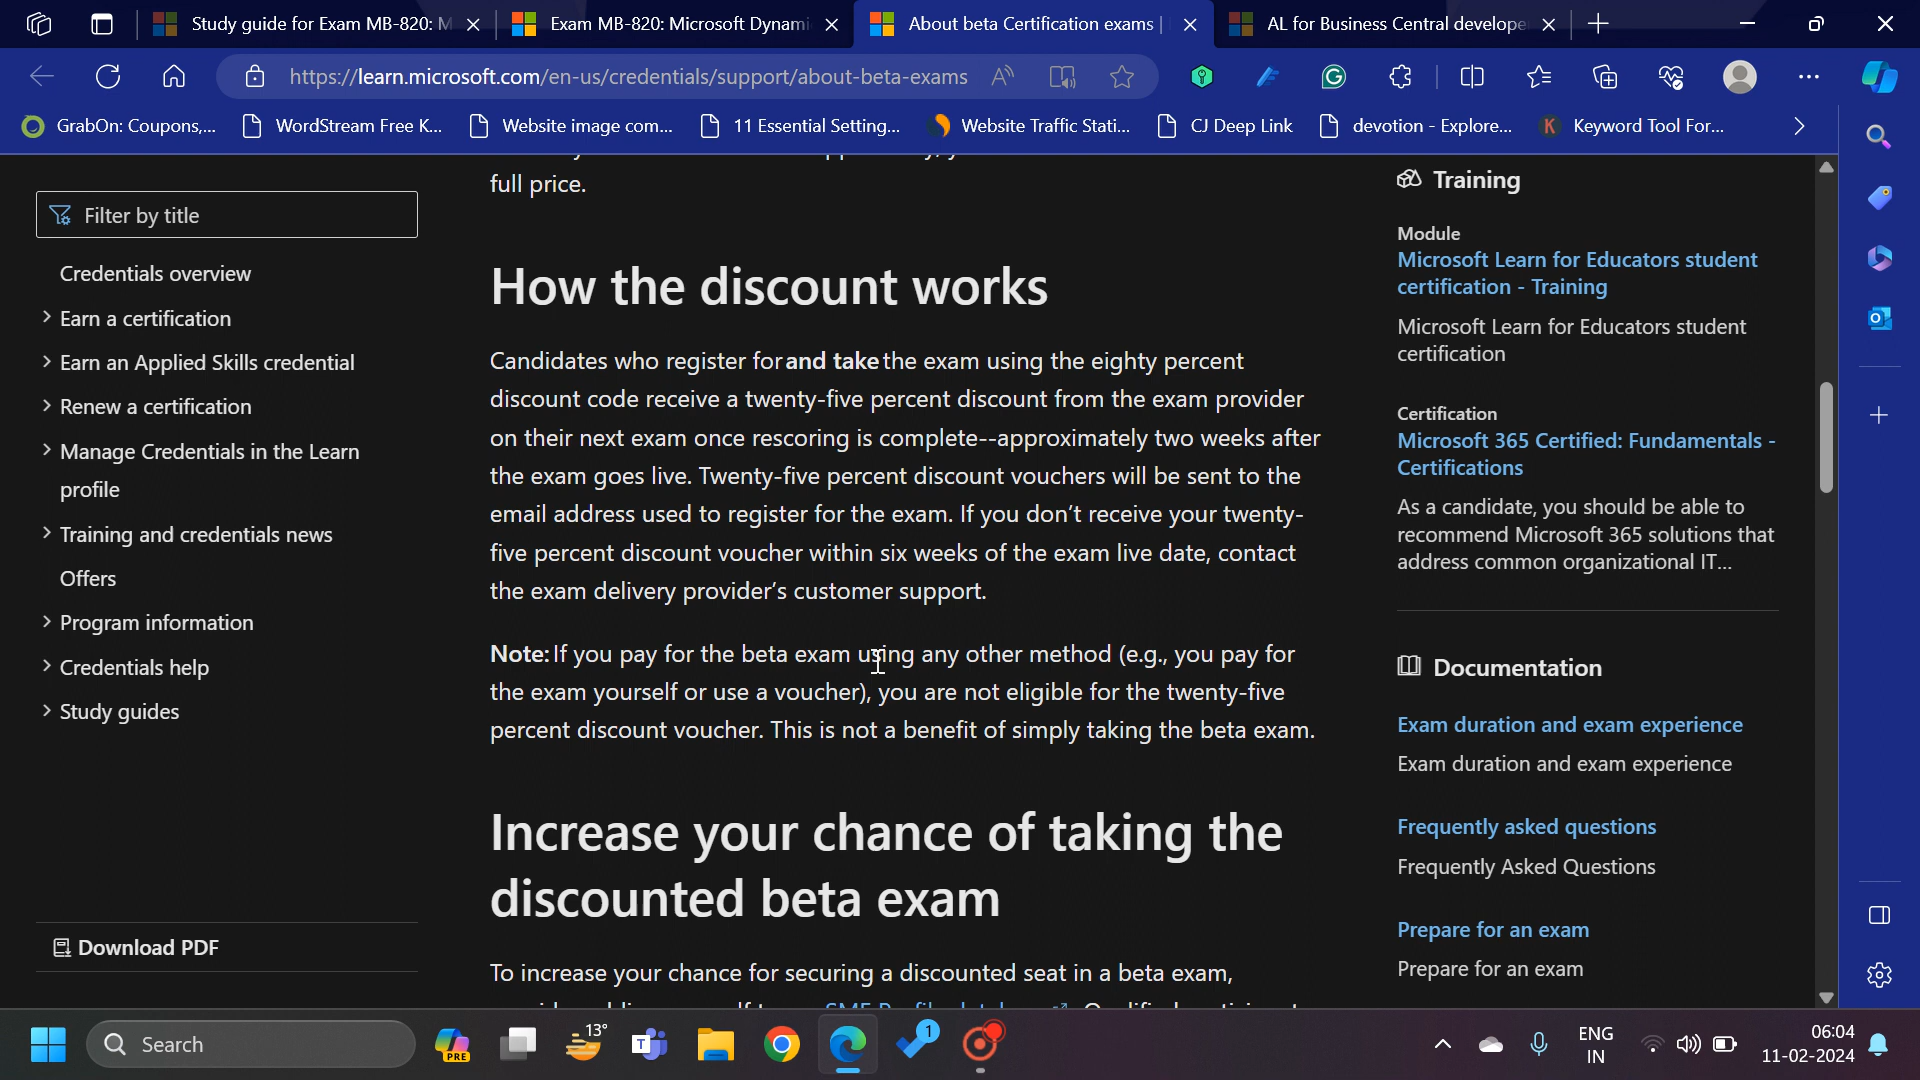 Study guide for Exam MB-820: M
Exam MB-820: Microsoft Dynami
About beta Certification exams |
AL for Business Central develope
https://learn.microsoft.com/en-us/credentials/support/about-beta-exams
GrabOn: Coupons,...
WordStream Free K...
Website image com...
11 Essential Setting...
Website Traffic Stati...
CJ Deep Link
devotion - Explore...
Keyword Tool For...
Filter by title
Credentials overview
Earn a certification
Earn an Applied Skills credential
Renew a certification
Manage Credentials in the Learn
profile
Training and credentials news
Offers
Program information
Credentials help
Study guides
Download PDF
full price.
How the discount works
Candidates who register for and take the exam using the eighty percent
discount code receive a twenty-five percent discount from the exam provider
on their next exam once rescoring is complete--approximately two weeks after
the exam goes live. Twenty-five percent discount vouchers will be sent to the
email address used to register for the exam. If you don’t receive your twenty-
five percent discount voucher within six weeks of the exam live date, contact
the exam delivery provider’s customer support.
Note: If you pay for the beta exam using any other method (e.g., you pay for
the exam yourself or use a voucher), you are not eligible for the twenty-five
percent discount voucher. This is not a benefit of simply taking the beta exam.
Increase your chance of taking the
discounted beta exam
To increase your chance for securing a discounted seat in a beta exam,
Training
Module
Microsoft Learn for Educators student
certification - Training
Microsoft Learn for Educators student
certification
Certification
Microsoft 365 Certified: Fundamentals -
Certifications
As a candidate, you should be able to
recommend Microsoft 365 solutions that
address common organizational IT...
Documentation
Exam duration and exam experience
Exam duration and exam experience
Frequently asked questions
Frequently Asked Questions
Prepare for an exam
Prepare for an exam
Search
PRE
13°
1
ENG
IN
06:04
11-02-2024